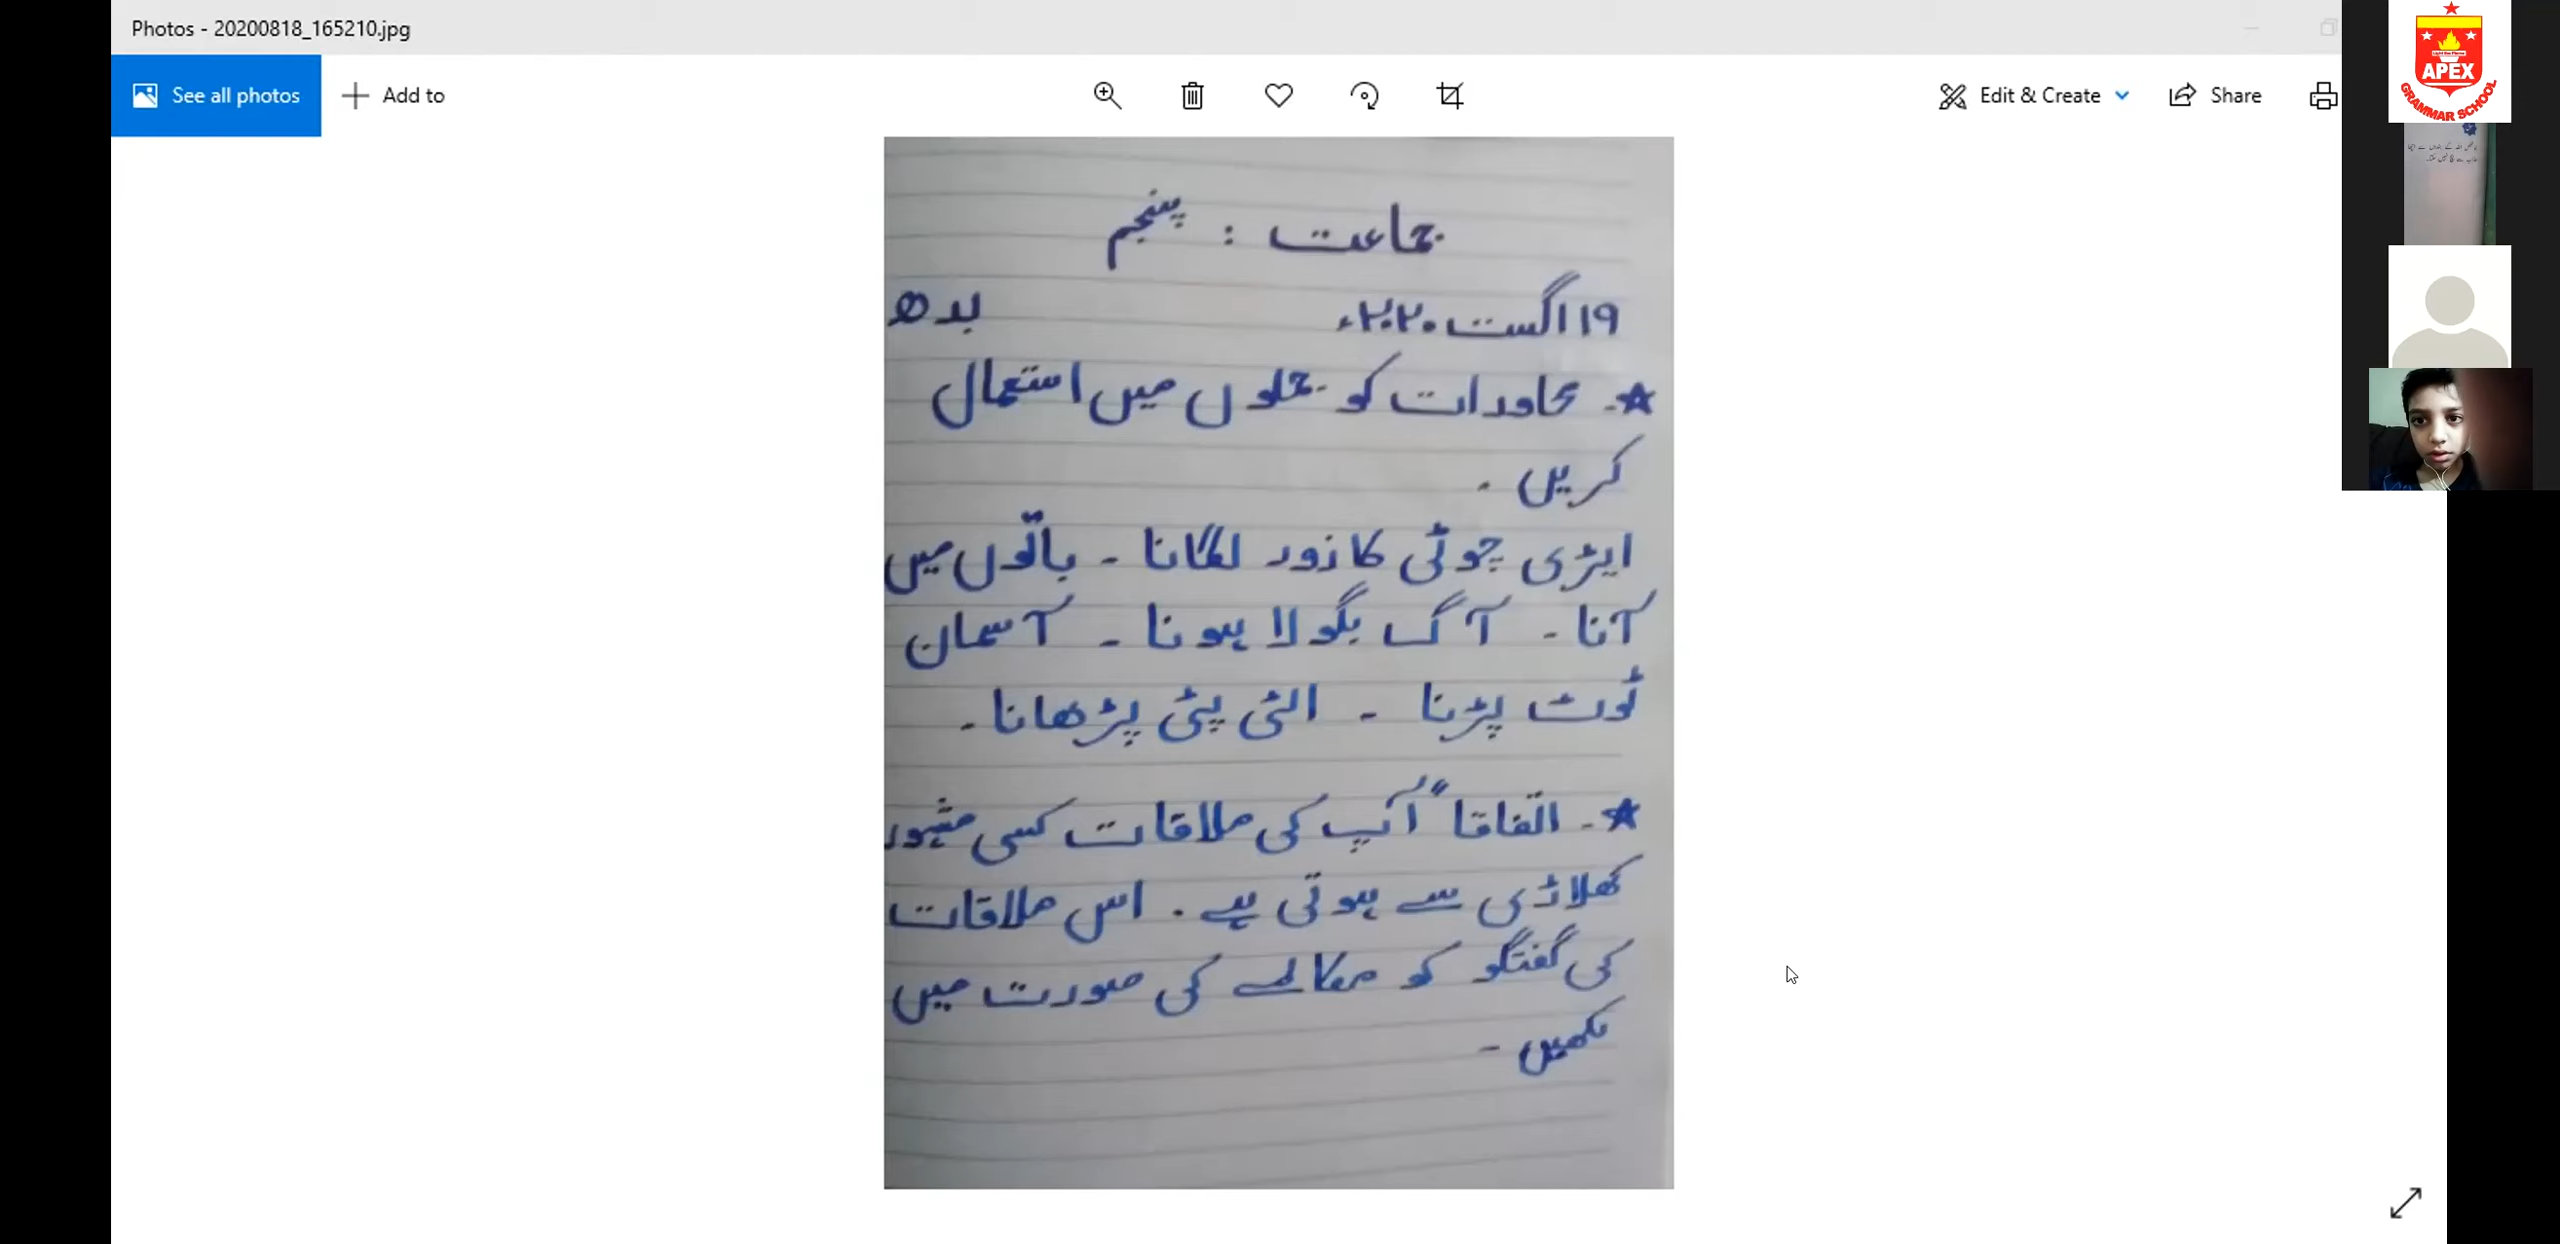 Photos - 20200818_165210.jpg
See all photos
Add to
Edit & Create
Share
APEX
GRAMMAR SCHOOL
جماعت : پنجم
۱۹ اگست ۲۰۲۰ء بدھ
★۔ محاورات کو جملوں میں استعمال
کریں ۔
ایڑی چوٹی کا زور لگانا ۔ باتوں میں
آنا ۔ آگ بگولا ہونا ۔ آسمان
ٹوٹ پڑنا ۔ الٹی پٹی پڑھانا ۔
★۔ اتفاقاً آپ کی ملاقات کسی مشہور
کھلاڑی سے ہوتی ہے ۔ اس ملاقات
کی گفتگو کو مکالمے کی صورت میں
لکھیں ۔